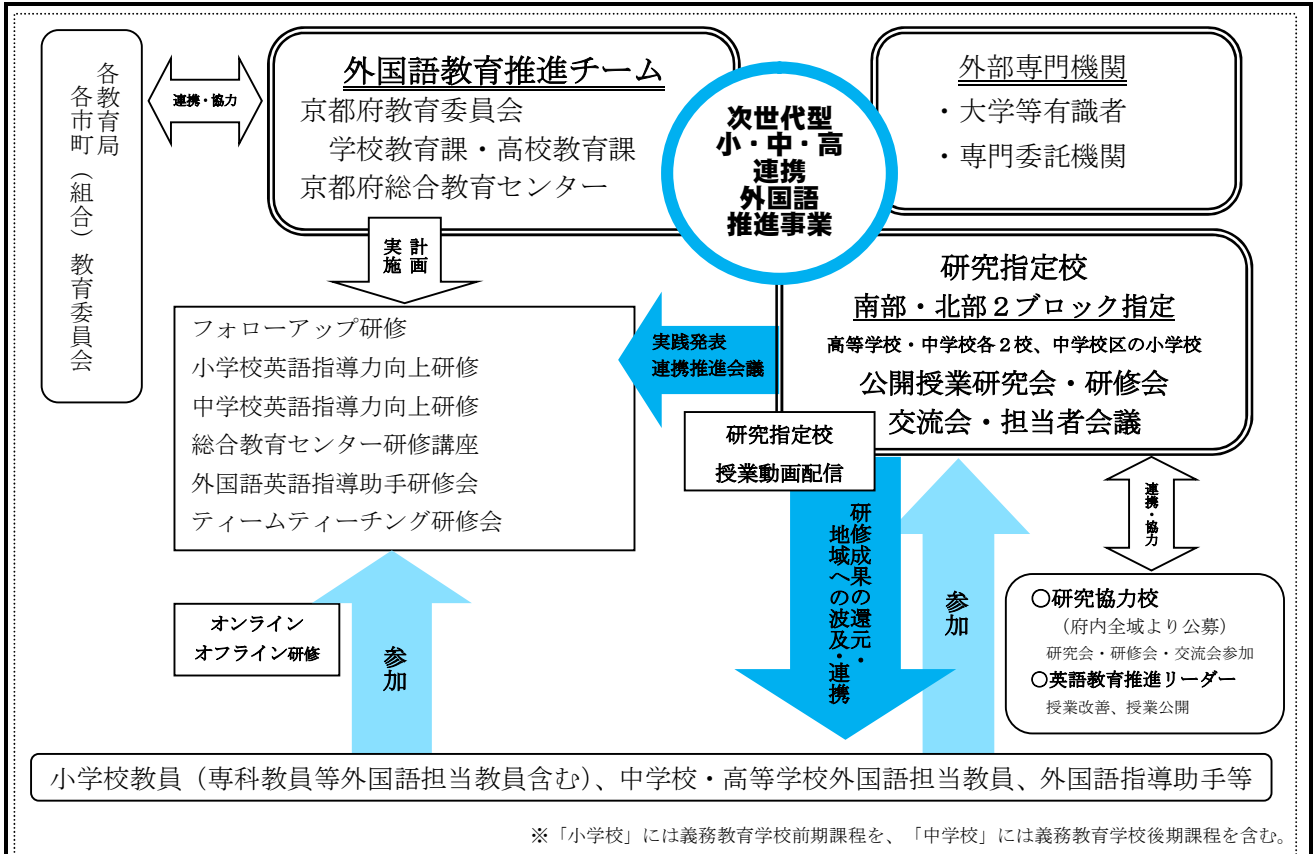 各教育局
各市町（組合）教育委員会
連携・協力
外国語教育推進チーム
京都府教育委員会
学校教育課・高校教育課
京都府総合教育センター
次世代型
小・中・高
連携
外国語
推進事業
外部専門機関
・大学等有識者
・専門委託機関
計画
実施
研究指定校
南部・北部２ブロック指定
高等学校・中学校各２校、中学校区の小学校
公開授業研究会・研修会
交流会・担当者会議
実践発表
連携推進会議
フォローアップ研修
小学校英語指導力向上研修
中学校英語指導力向上研修
総合教育センター研修講座
外国語英語指導助手研修会
ティームティーチング研修会
研究指定校
授業動画配信
研修成果の還元・
地域への波及・連携
参加
連携・協力
〇研究協力校
（府内全域より公募）
研究会・研修会・交流会参加
〇英語教育推進リーダー
授業改善、授業公開
オンライン
オフライン研修
参加
小学校教員（専科教員等外国語担当教員含む）、中学校・高等学校外国語担当教員、外国語指導助手等
※「小学校」には義務教育学校前期課程を、「中学校」には義務教育学校後期課程を含む。